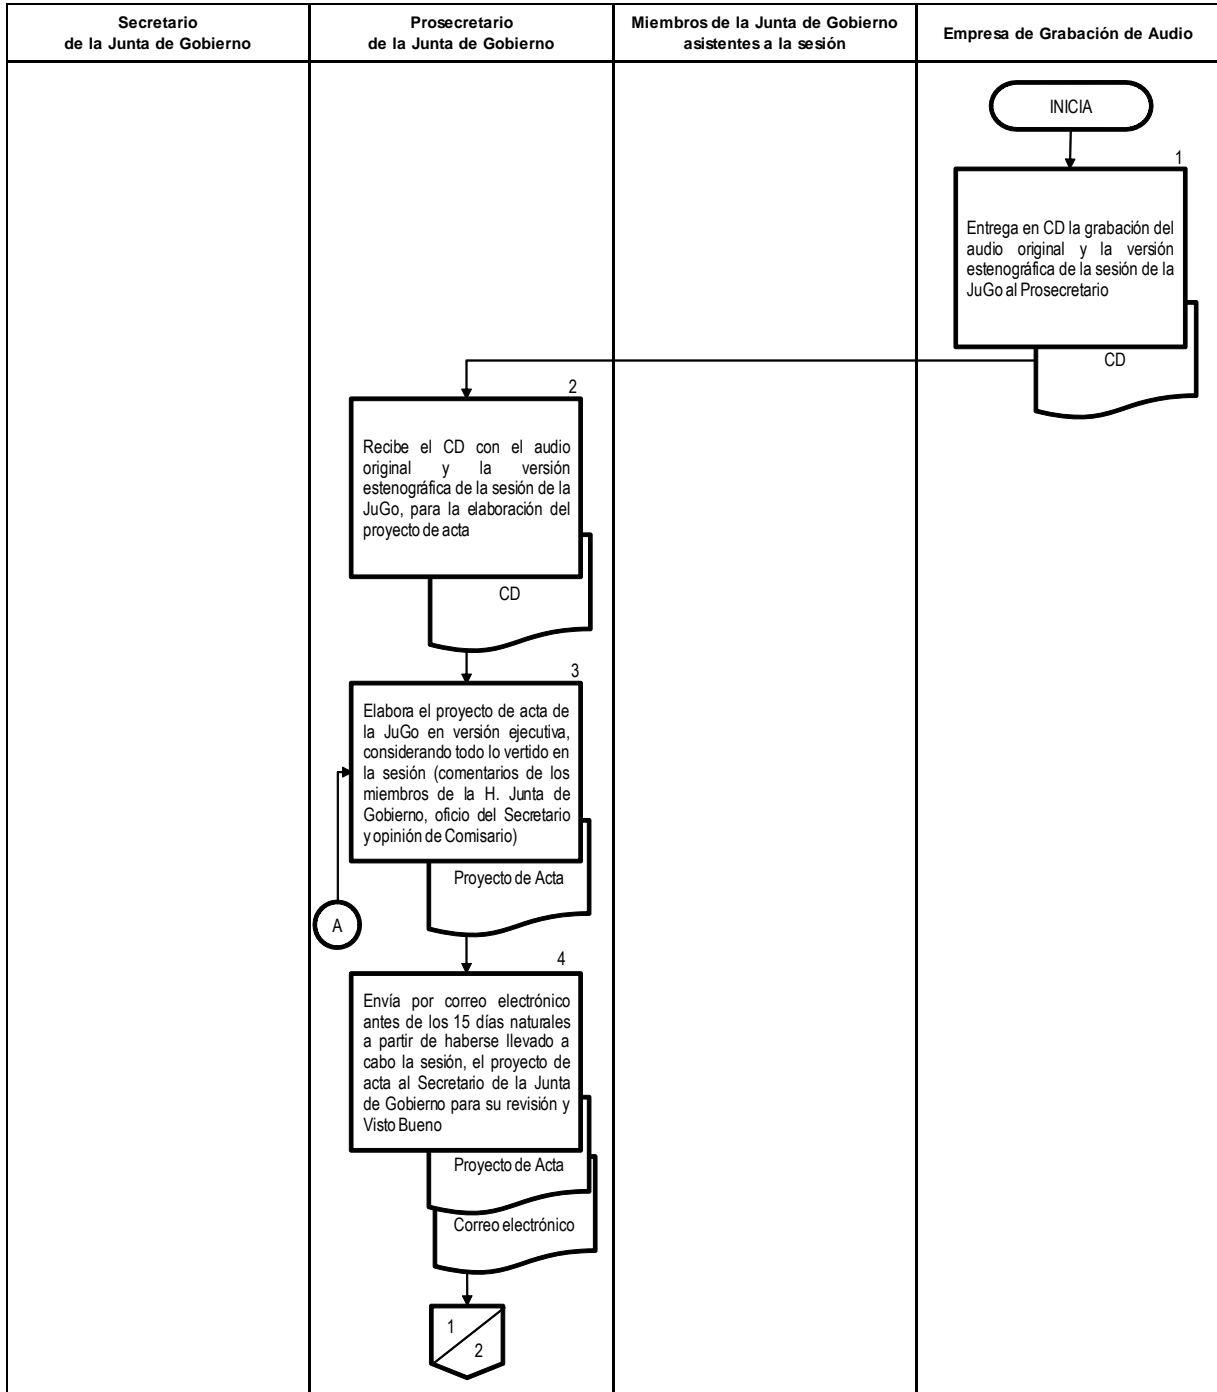 Secretario
de la Junta de Gobierno
Prosecretario
de la Junta de Gobierno
Miembros de la Junta de Gobierno
asistentes a la sesión
Empresa de Grabación de Audio
INICIA
1
Entrega en CD la grabación del
audio original y la versión
estenográfica de la sesión de la
JuGo al Prosecretario
CD
2
Recibe el CD con el audio
original y la versión
estenográfica de la sesión de la
JuGo, para la elaboración del
proyecto de acta
CD
3
Elabora el proyecto de acta de
la JuGo en versión ejecutiva,
considerando todo lo vertido en
la sesión (comentarios de los
miembros de la H. Junta de
Gobierno, oficio del Secretario
y opinión de Comisario)
Proyecto de Acta
A
4
Envía por correo electrónico
antes de los 15 días naturales
a partir de haberse llevado a
cabo la sesión, el proyecto de
acta al Secretario de la Junta
de Gobierno para su revisión y
Visto Bueno
Proyecto de Acta
Correo electrónico
1
2